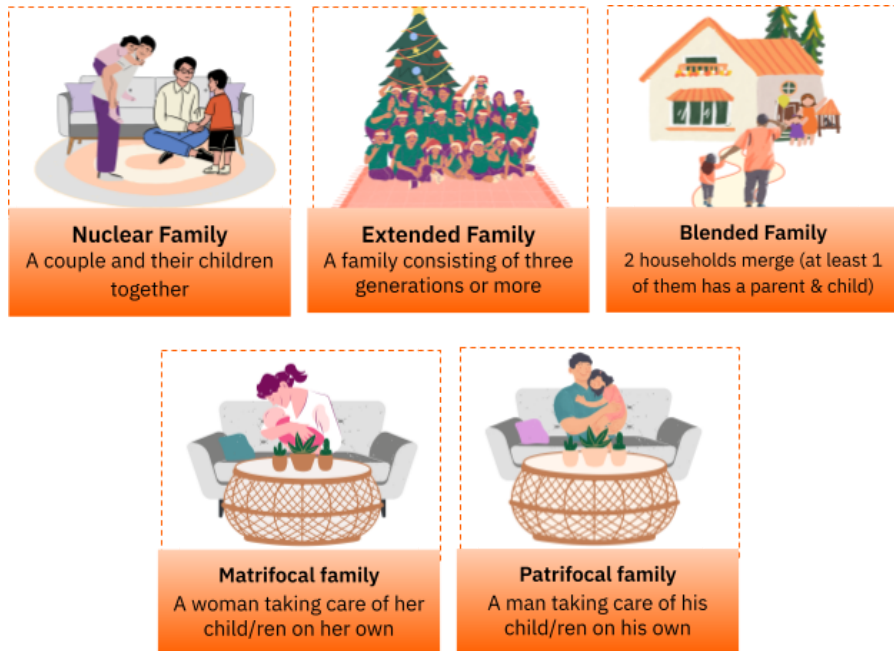 Nuclear Family
A couple and their children
together
Extended Family
A family consisting of three
generations or more
Blended Family
2 households merge (at least 1
of them has a parent & child)
Matrifocal family
A woman taking care of her
child/ren on her own
Patrifocal family
A man taking care of his
child/ren on his own